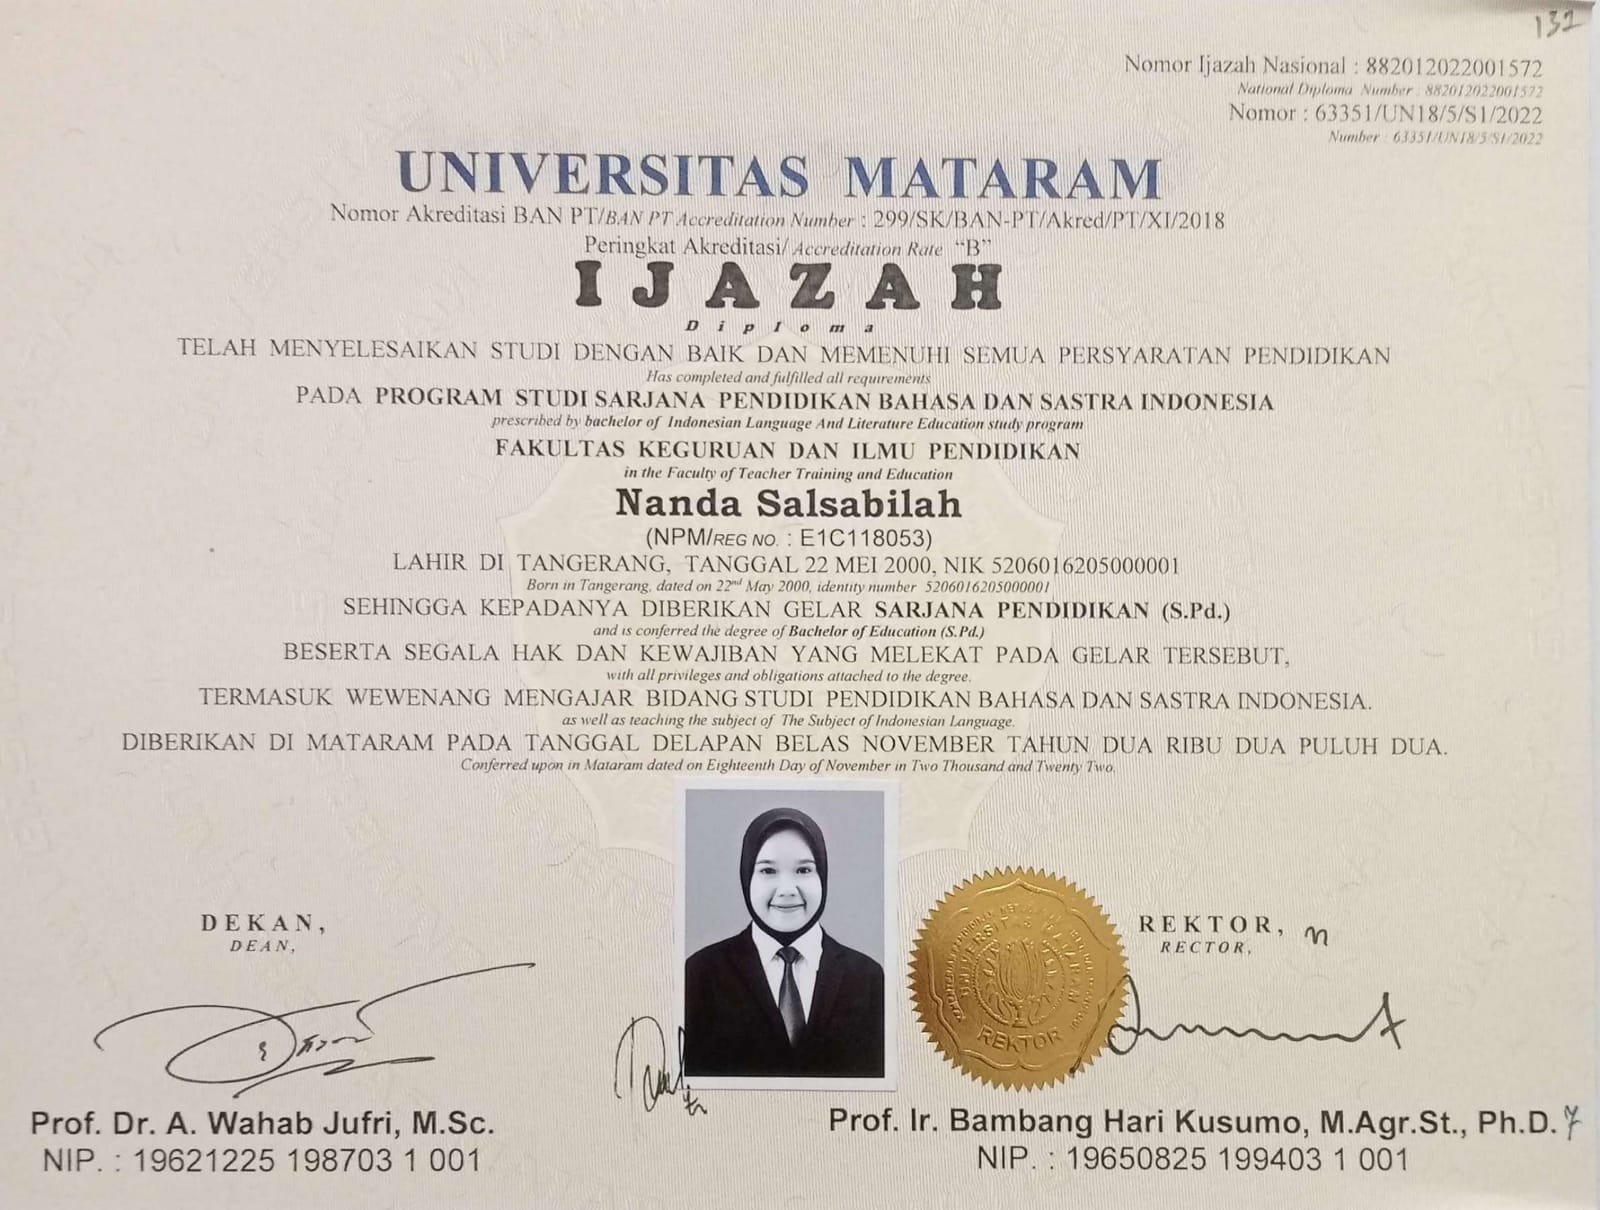 132
Nomor Ijazah Nasional : 882012022001572
National Diploma Number : 882012022001572
Nomor : 63351/UN18/5/S1/2022
Number : 63351/UN18/5/S1/2022
UNIVERSITAS MATARAM
Nomor Akreditasi BAN PT/BAN PT Accreditation Number : 299/SK/BAN-PT/Akred/PT/XI/2018
Peringkat Akreditasi/ Accreditation Rate “B”
IJAZAH
Diploma
TELAH MENYELESAIKAN STUDI DENGAN BAIK DAN MEMENUHI SEMUA PERSYARATAN PENDIDIKAN
Has completed and fulfilled all requirements
PADA PROGRAM STUDI SARJANA PENDIDIKAN BAHASA DAN SASTRA INDONESIA
prescribed by bachelor of Indonesian Language And Literature Education study program
FAKULTAS KEGURUAN DAN ILMU PENDIDIKAN
in the Faculty of Teacher Training and Education
Nanda Salsabilah
(NPM/REG NO. : E1C118053)
LAHIR DI TANGERANG, TANGGAL 22 MEI 2000, NIK 5206016205000001
Born in Tangerang, dated on 22nd May 2000, identity number 5206016205000001
SEHINGGA KEPADANYA DIBERIKAN GELAR SARJANA PENDIDIKAN (S.Pd.)
and is conferred the degree of Bachelor of Education (S.Pd.)
BESERTA SEGALA HAK DAN KEWAJIBAN YANG MELEKAT PADA GELAR TERSEBUT,
with all privileges and obligations attached to the degree.
TERMASUK WEWENANG MENGAJAR BIDANG STUDI PENDIDIKAN BAHASA DAN SASTRA INDONESIA.
as well as teaching the subject of The Subject of Indonesian Language.
DIBERIKAN DI MATARAM PADA TANGGAL DELAPAN BELAS NOVEMBER TAHUN DUA RIBU DUA PULUH DUA.
Conferred upon in Mataram dated on Eighteenth Day of November in Two Thousand and Twenty Two.
DEKAN,
DEAN,
REKTOR,
RECTOR,
UNIVERSITAS MATARAM
REKTOR
Prof. Dr. A. Wahab Jufri, M.Sc.
NIP. : 19621225 198703 1 001
Prof. Ir. Bambang Hari Kusumo, M.Agr.St., Ph.D.
NIP. : 19650825 199403 1 001